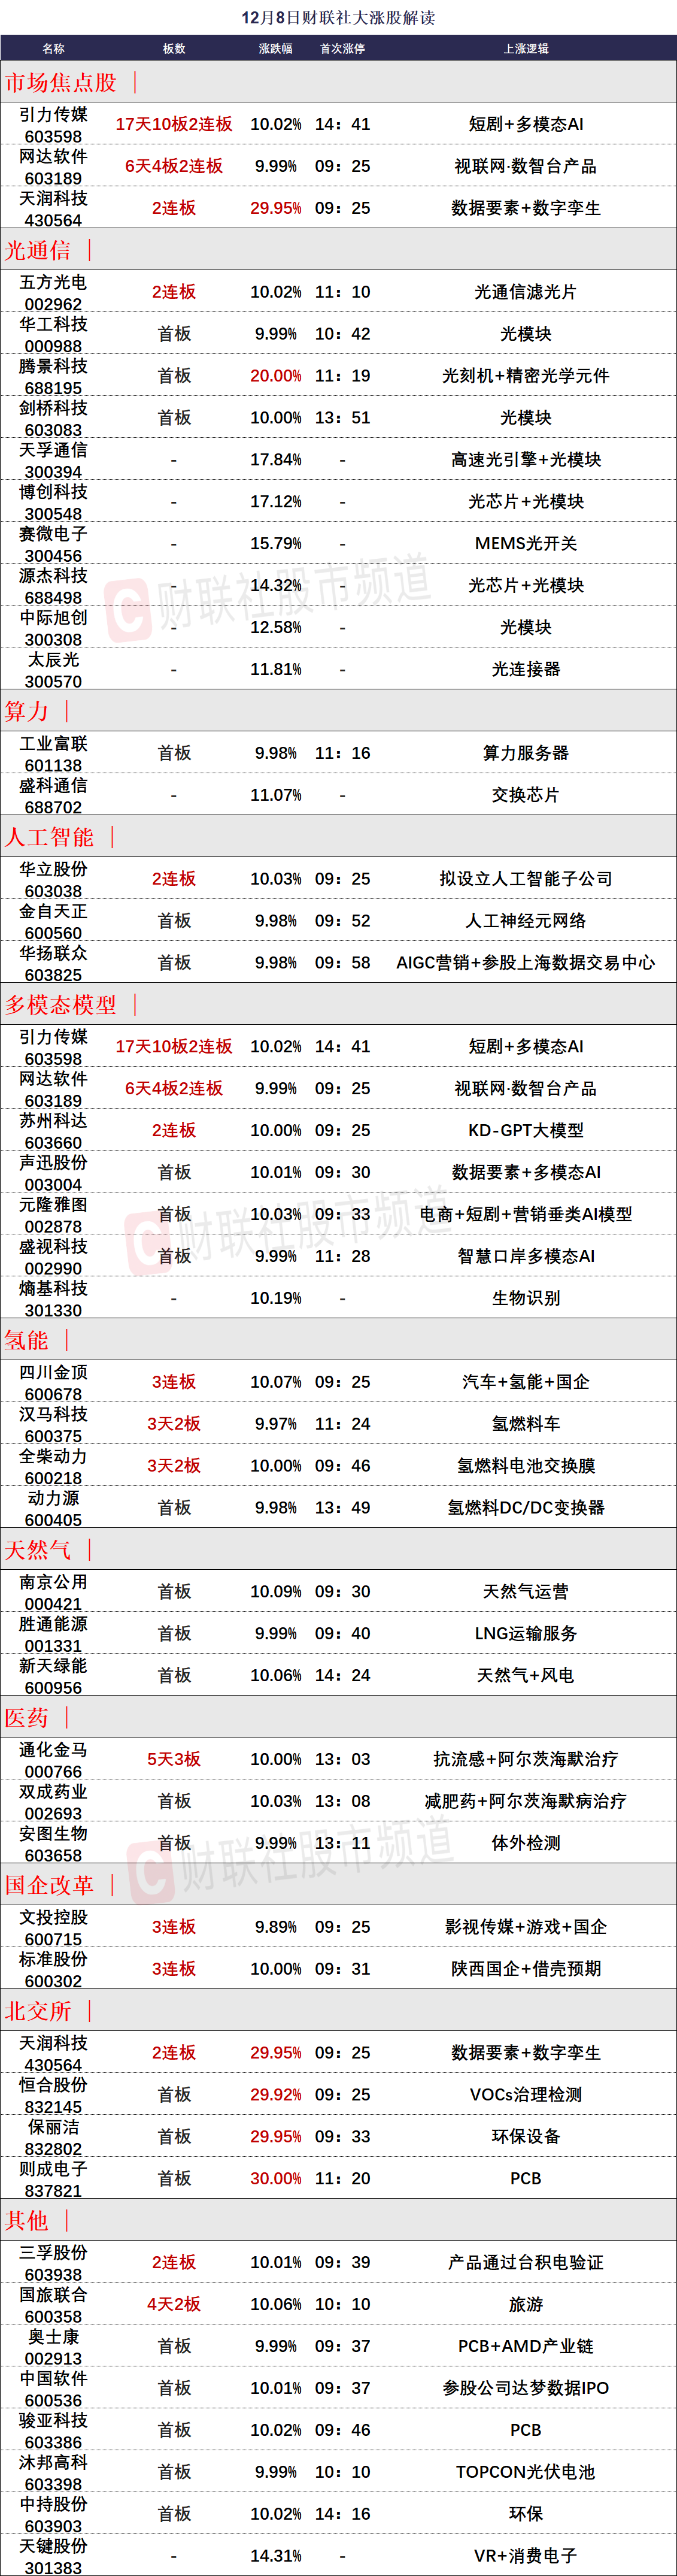 12月8日财联社大涨股解读
名称 板数 涨跌幅 首次涨停 上涨逻辑
市场焦点股
引力传媒
603598 17天10板2连板 10.02% 14：41 短剧+多模态AI
网达软件
603189 6天4板2连板 9.99% 09：25 视联网·数智台产品
天润科技
430564 2连板 29.95% 09：25 数据要素+数字孪生
光通信
五方光电
002962 2连板 10.02% 11：10 光通信滤光片
华工科技
000988 首板 9.99% 10：42 光模块
腾景科技
688195 首板 20.00% 11：19 光刻机+精密光学元件
剑桥科技
603083 首板 10.00% 13：51 光模块
天孚通信
300394 - 17.84% - 高速光引擎+光模块
博创科技
300548 - 17.12% - 光芯片+光模块
赛微电子
300456 - 15.79% - MEMS光开关
源杰科技
688498 - 14.32% - 光芯片+光模块
中际旭创
300308 - 12.58% - 光模块
太辰光
300570 - 11.81% - 光连接器
财联社股市频道
算力
工业富联
601138 首板 9.98% 11：16 算力服务器
盛科通信
688702 - 11.07% - 交换芯片
人工智能
华立股份
603038 2连板 10.03% 09：25 拟设立人工智能子公司
金自天正
600560 首板 9.98% 09：52 人工神经元网络
华扬联众
603825 首板 9.98% 09：58 AIGC营销+参股上海数据交易中心
多模态模型
引力传媒
603598 17天10板2连板 10.02% 14：41 短剧+多模态AI
网达软件
603189 6天4板2连板 9.99% 09：25 视联网·数智台产品
苏州科达
603660 2连板 10.00% 09：25 KD-GPT大模型
声迅股份
003004 首板 10.01% 09：30 数据要素+多模态AI
元隆雅图
002878 首板 10.03% 09：33 电商+短剧+营销垂类AI模型
盛视科技
002990 首板 9.99% 11：28 智慧口岸多模态AI
熵基科技
301330 - 10.19% - 生物识别
财联社股市频道
氢能
四川金顶
600678 3连板 10.07% 09：25 汽车+氢能+国企
汉马科技
600375 3天2板 9.97% 11：24 氢燃料车
全柴动力
600218 3天2板 10.00% 09：46 氢燃料电池交换膜
动力源
600405 首板 9.98% 13：49 氢燃料DC/DC变换器
天然气
南京公用
000421 首板 10.09% 09：30 天然气运营
胜通能源
001331 首板 9.99% 09：40 LNG运输服务
新天绿能
600956 首板 10.06% 14：24 天然气+风电
医药
通化金马
000766 5天3板 10.00% 13：03 抗流感+阿尔茨海默治疗
双成药业
002693 首板 10.03% 13：08 减肥药+阿尔茨海默病治疗
安图生物
603658 首板 9.99% 13：11 体外检测
财联社股市频道
国企改革
文投控股
600715 3连板 9.89% 09：25 影视传媒+游戏+国企
标准股份
600302 3连板 10.00% 09：31 陕西国企+借壳预期
北交所
天润科技
430564 2连板 29.95% 09：25 数据要素+数字孪生
恒合股份
832145 首板 29.92% 09：25 VOCs治理检测
保丽洁
832802 首板 29.95% 09：33 环保设备
则成电子
837821 首板 30.00% 11：20 PCB
其他
三孚股份
603938 2连板 10.01% 09：39 产品通过台积电验证
国旅联合
600358 4天2板 10.06% 10：10 旅游
奥士康
002913 首板 9.99% 09：37 PCB+AMD产业链
中国软件
600536 首板 10.01% 09：37 参股公司达梦数据IPO
骏亚科技
603386 首板 10.02% 09：46 PCB
沐邦高科
603398 首板 9.99% 10：10 TOPCON光伏电池
中持股份
603903 首板 10.02% 14：16 环保
天键股份
301383 - 14.31% - VR+消费电子